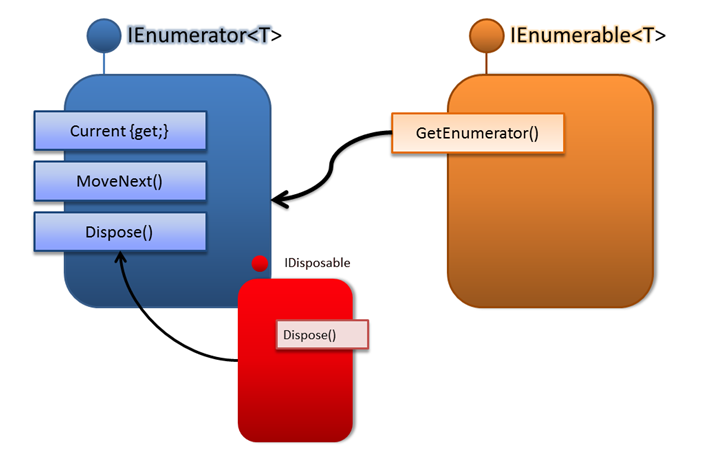 IEnumerator<T>
IEnumerable<T>
Current {get;}
GetEnumerator()
MoveNext()
Dispose()
IDisposable
Dispose()